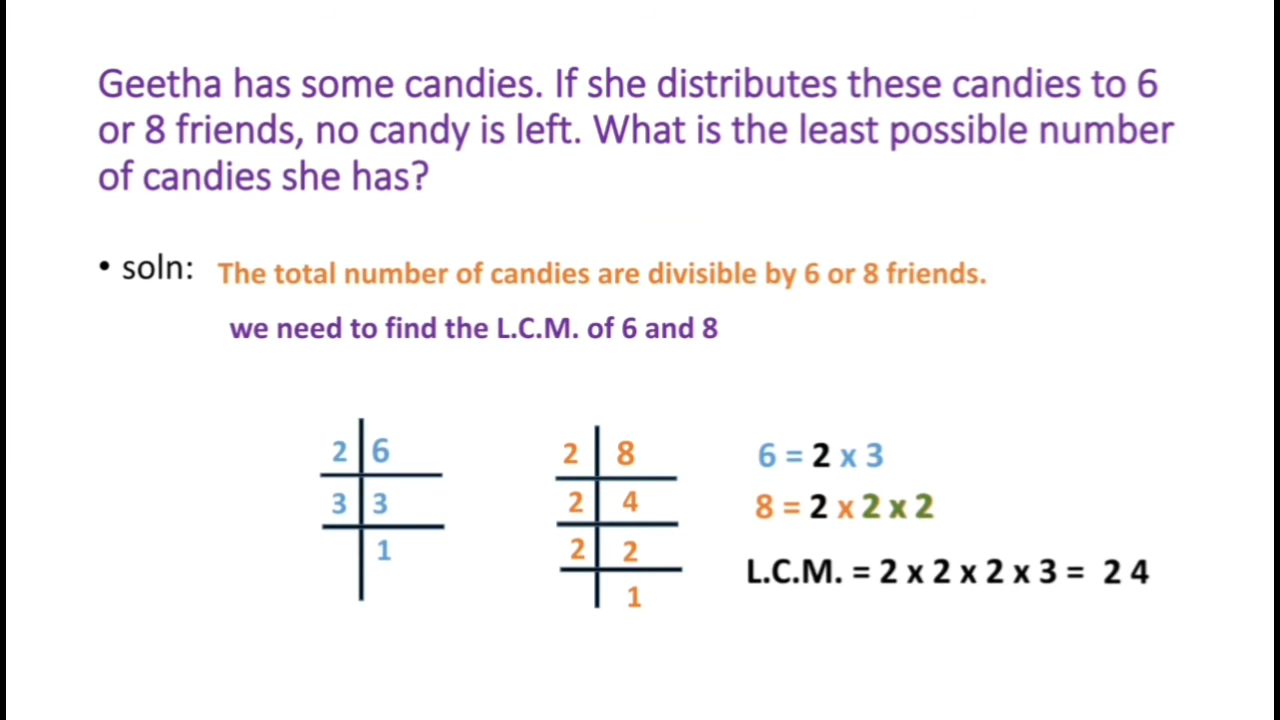 Geetha has some candies. If she distributes these candies to 6
or 8 friends, no candy is left. What is the least possible number
of candies she has?
• soln: The total number of candies are divisible by 6 or 8 friends.
we need to find the L.C.M. of 6 and 8
2 6
3 3
1
2 8
2 4
2 2
1
6 = 2 x 3
8 = 2 x 2 x 2
L.C.M. = 2 x 2 x 2 x 3 = 2 4